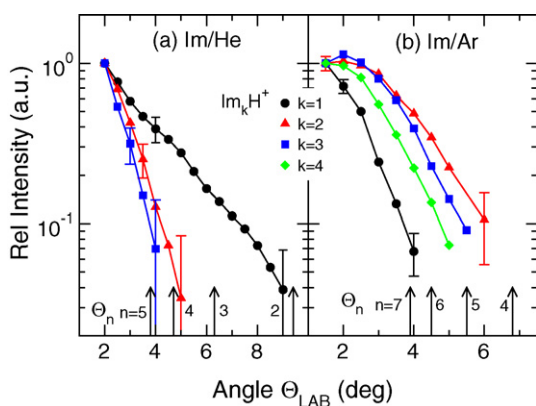 (a) Im/He
(b) Im/Ar
Rel Intensity (a.u.)
10⁰
10⁻¹
ImₖH⁺
k=1
k=2
k=3
k=4
Θₙ n=5 4 3 2
Θₙ n=7 6 5 4
2 4 6 8 2 4 6
Angle Θ_LAB (deg)